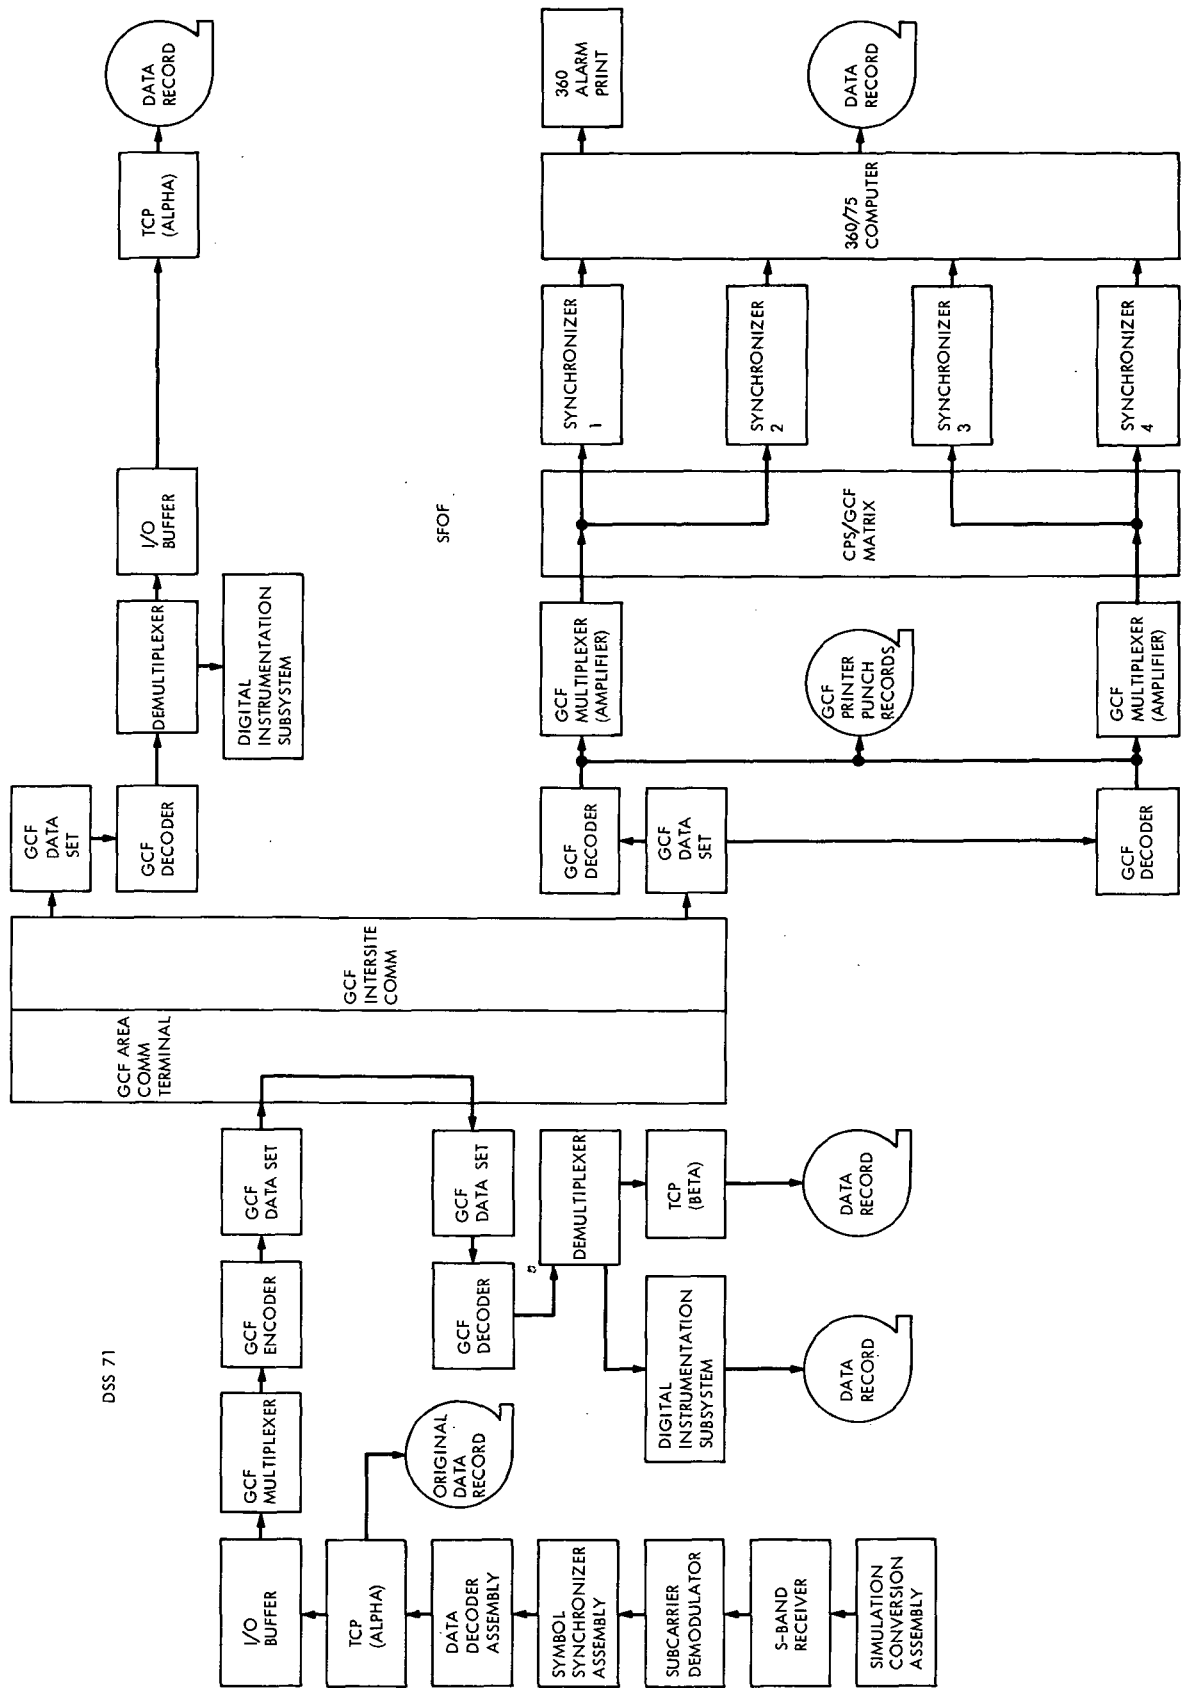 DSS 71
SIMULATION
CONVERSION
ASSEMBLY
S-BAND
RECEIVER
SUBCARRIER
DEMODULATOR
SYMBOL
SYNCHRONIZER
ASSEMBLY
DATA
DECODER
ASSEMBLY
TCP
(ALPHA)
ORIGINAL
DATA
RECORD
I/O
BUFFER
GCF
MULTIPLEXER
GCF
ENCODER
GCF
DATA SET
GCF
DATA SET
GCF
DECODER
DEMULTIPLEXER
DIGITAL
INSTRUMENTATION
SUBSYSTEM
DATA
RECORD
TCP
(BETA)
DATA
RECORD
GCF AREA
COMM
TERMINAL
GCF
INTERSITE
COMM
GCF
DATA
SET
GCF
DECODER
DEMULTIPLEXER
DIGITAL
INSTRUMENTATION
SUBSYSTEM
I/O
BUFFER
TCP
(ALPHA)
DATA
RECORD
SFOF
GCF
DECODER
GCF
DATA
SET
GCF
DECODER
GCF
MULTIPLEXER
(AMPLIFIER)
GCF
PRINTER
PUNCH
RECORDS
GCF
MULTIPLEXER
(AMPLIFIER)
CPS/GCF
MATRIX
SYNCHRONIZER
1
SYNCHRONIZER
2
SYNCHRONIZER
3
SYNCHRONIZER
4
360/75
COMPUTER
360
ALARM
PRINT
DATA
RECORD